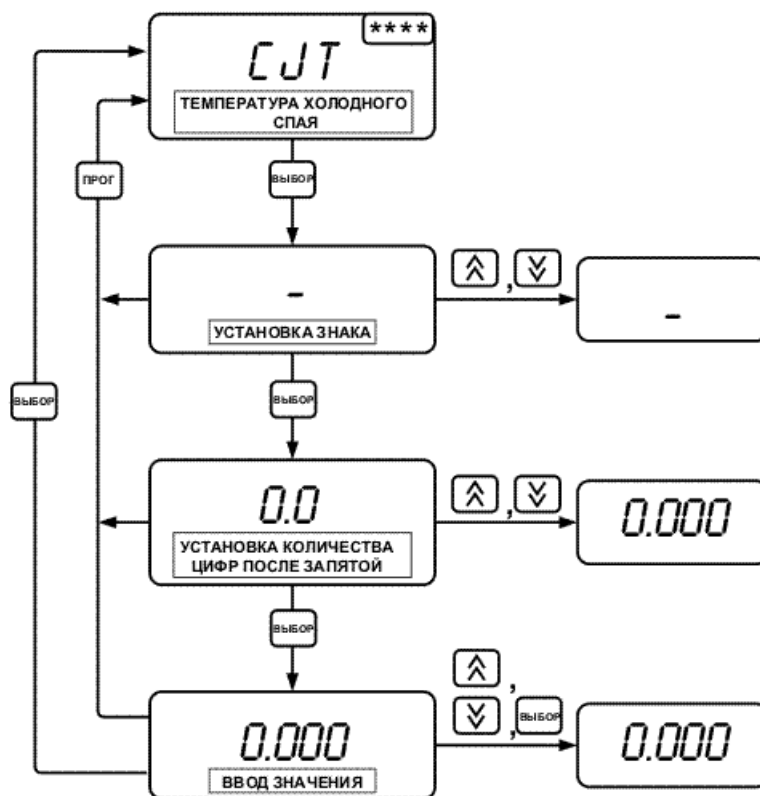 ****
CJT
ТЕМПЕРАТУРА ХОЛОДНОГО
СПАЯ
ПРОГ
ВЫБОР
-
УСТАНОВКА ЗНАКА
,
-
ВЫБОР
ВЫБОР
0.0
УСТАНОВКА КОЛИЧЕСТВА
ЦИФР ПОСЛЕ ЗАПЯТОЙ
,
0.000
ВЫБОР
0.000
ВВОД ЗНАЧЕНИЯ
,
, ВЫБОР
0.000